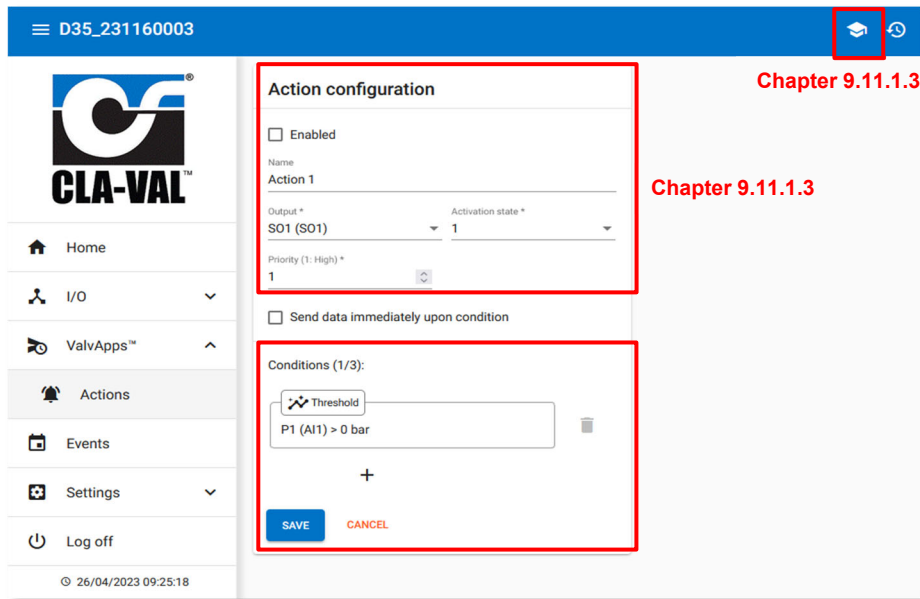 D35_231160003
Chapter 9.11.1.3
®
CLA-VAL™
Home
I/O
ValvApps™
Actions
Events
Settings
Log off
26/04/2023 09:25:18
Action configuration
Enabled
Name
Action 1
Output *
Activation state *
SO1 (SO1)
1
Priority (1: High) *
1
Send data immediately upon condition
Chapter 9.11.1.3
Conditions (1/3):
Threshold
P1 (AI1) > 0 bar
+
SAVE
CANCEL